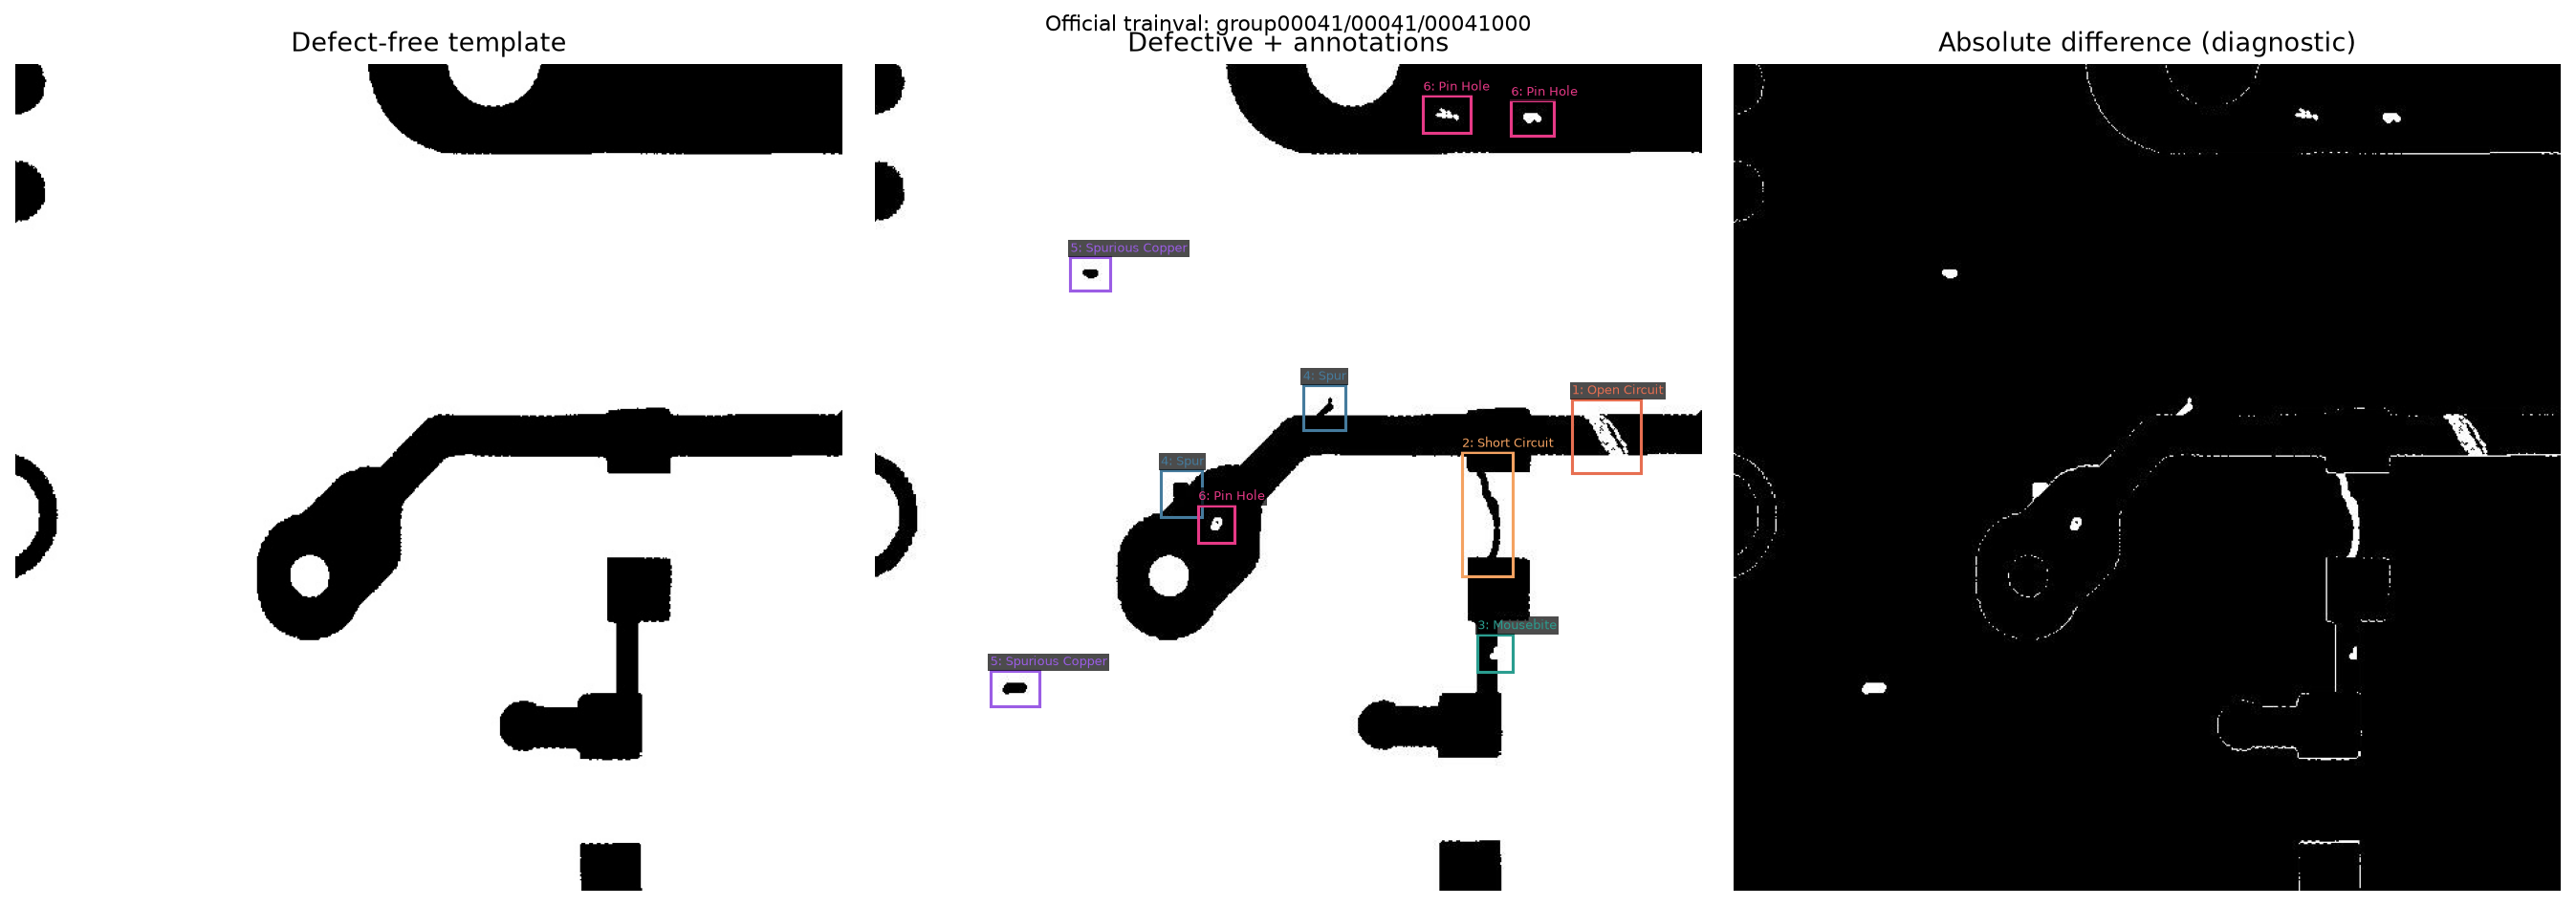 Official trainval: group00041/00041/00041000
Defect-free template
Defective + annotations
Absolute difference (diagnostic)
6: Pin Hole
6: Pin Hole
5: Spurious Copper
4: Spur
1: Open Circuit
2: Short Circuit
4: Spur
6: Pin Hole
3: Mousebite
5: Spurious Copper